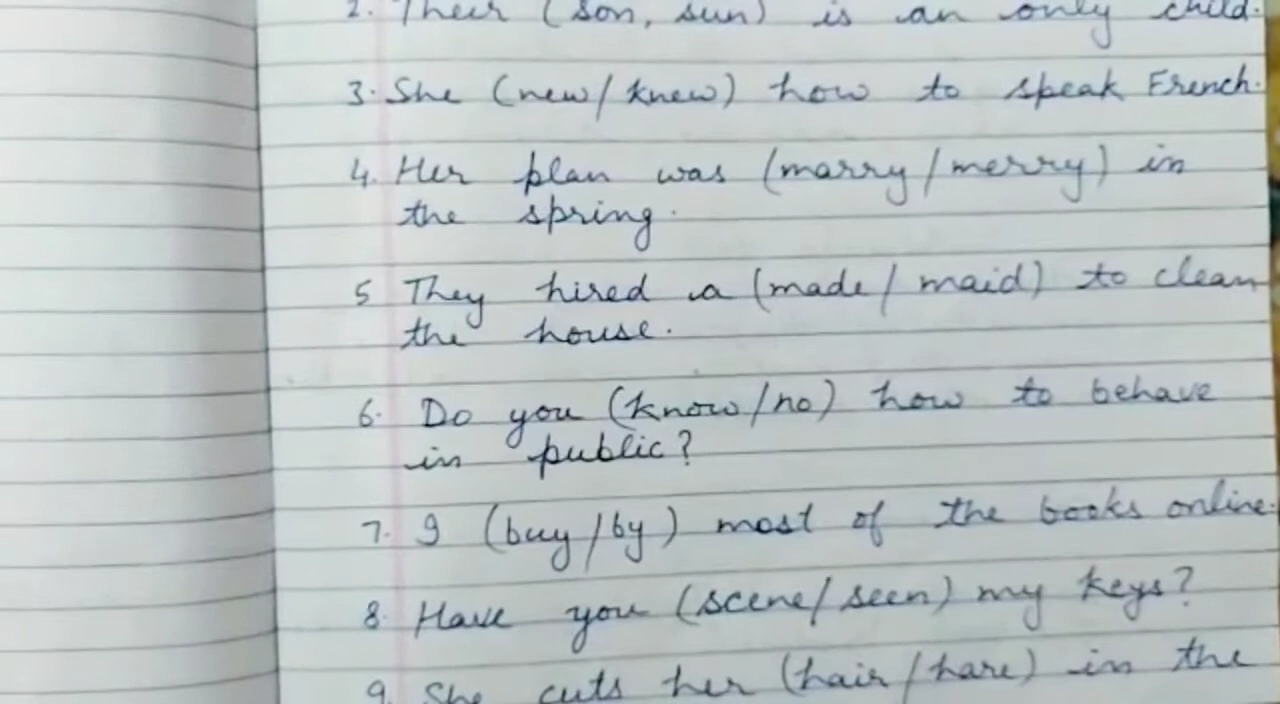 2. Their (son, sun) is an only child.
3. She (new/knew) how to speak French.
4. Her plan was (marry/merry) in
the spring.
5 They hired a (made/maid) to clean
the house.
6. Do you (know/no) how to behave
in public?
7. I (buy/by) most of the books online.
8. Have you (scene/seen) my keys?
9. She cuts her (hair/hare) in the